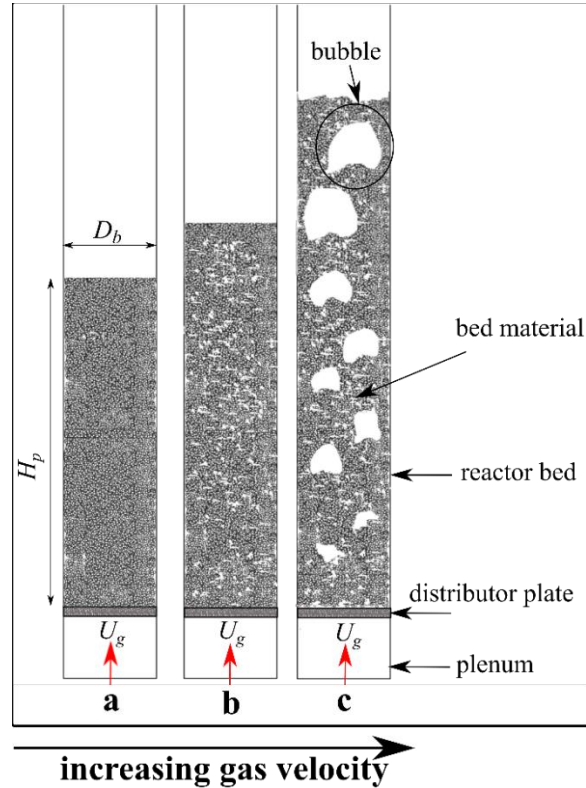 bubble
D_b
bed material
H_p
reactor bed
distributor plate
U_g
U_g
U_g
plenum
a
b
c
increasing gas velocity